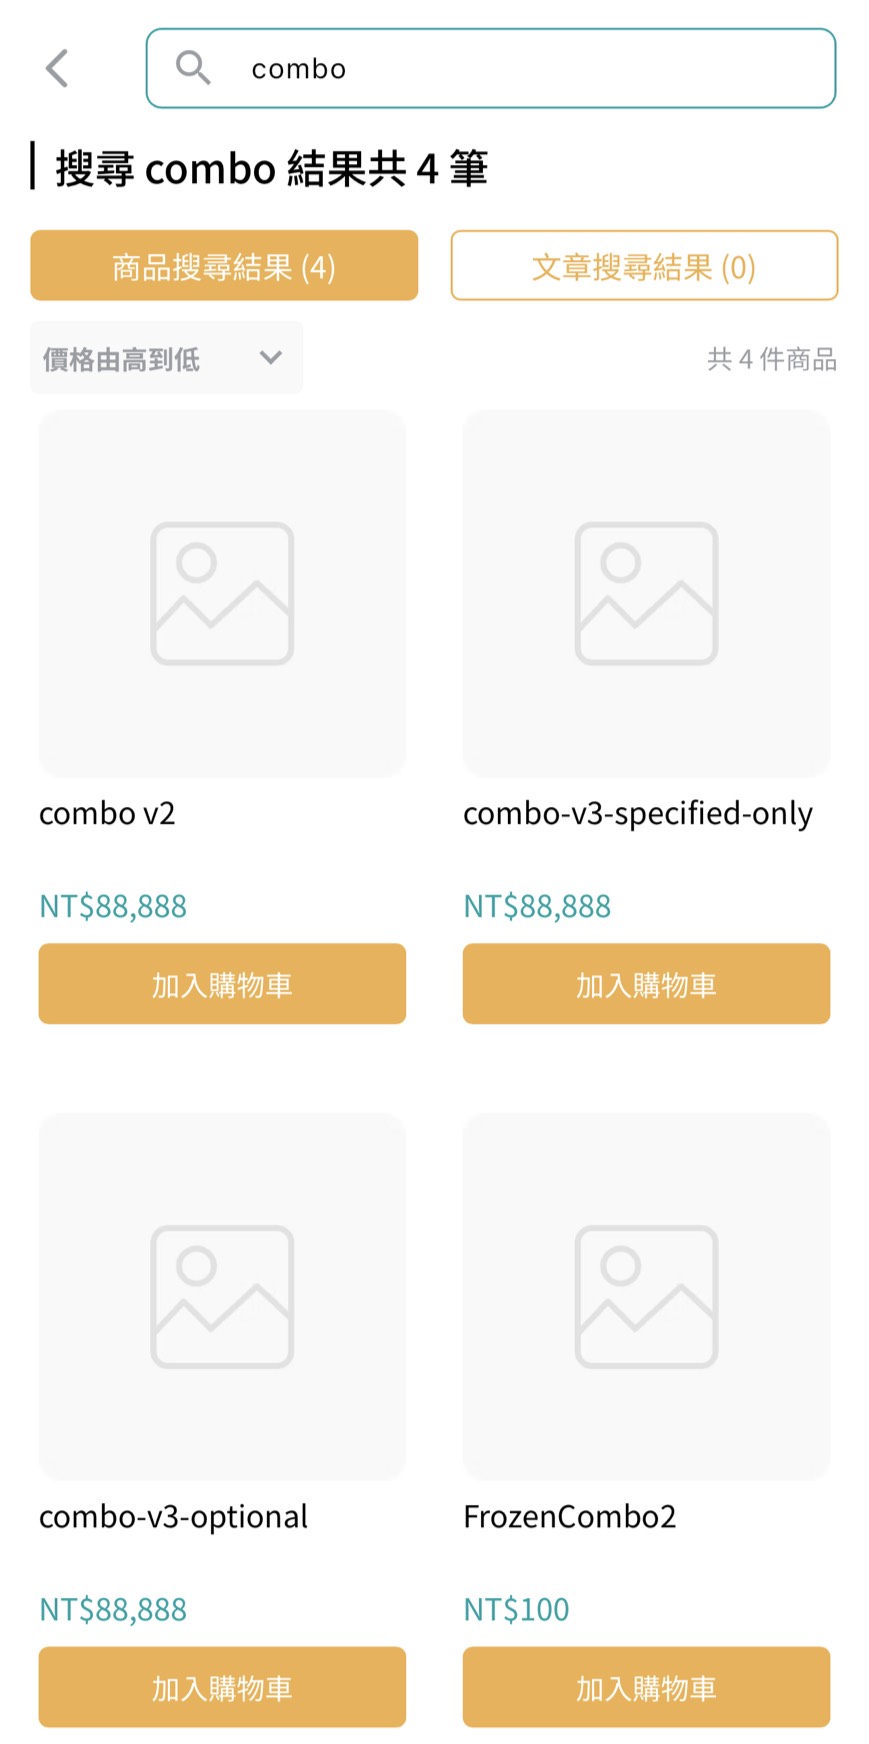 combo
搜尋 combo 結果共 4 筆
商品搜尋結果 (4)
文章搜尋結果 (0)
價格由高到低
共 4 件商品
combo v2
combo-v3-specified-only
NT$88,888
NT$88,888
加入購物車
加入購物車
combo-v3-optional
FrozenCombo2
NT$88,888
NT$100
加入購物車
加入購物車